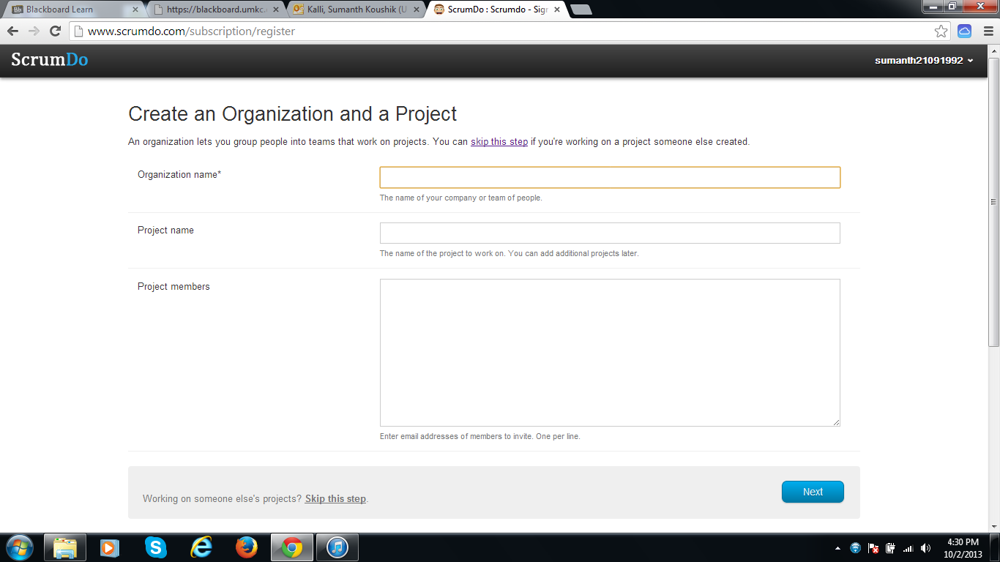 Blackboard Learn
https://blackboard.umkc.
Kalli, Sumanth Koushik (U
ScrumDo : Scrumdo - Sign
www.scrumdo.com/subscription/register
ScrumDo
sumanth21091992
Create an Organization and a Project
An organization lets you group people into teams that work on projects. You can skip this step if you're working on a project someone else created.
Organization name*
The name of your company or team of people.
Project name
The name of the project to work on. You can add additional projects later.
Project members
Enter email addresses of members to invite. One per line.
Working on someone else's projects? Skip this step.
Next
4:30 PM
10/2/2013